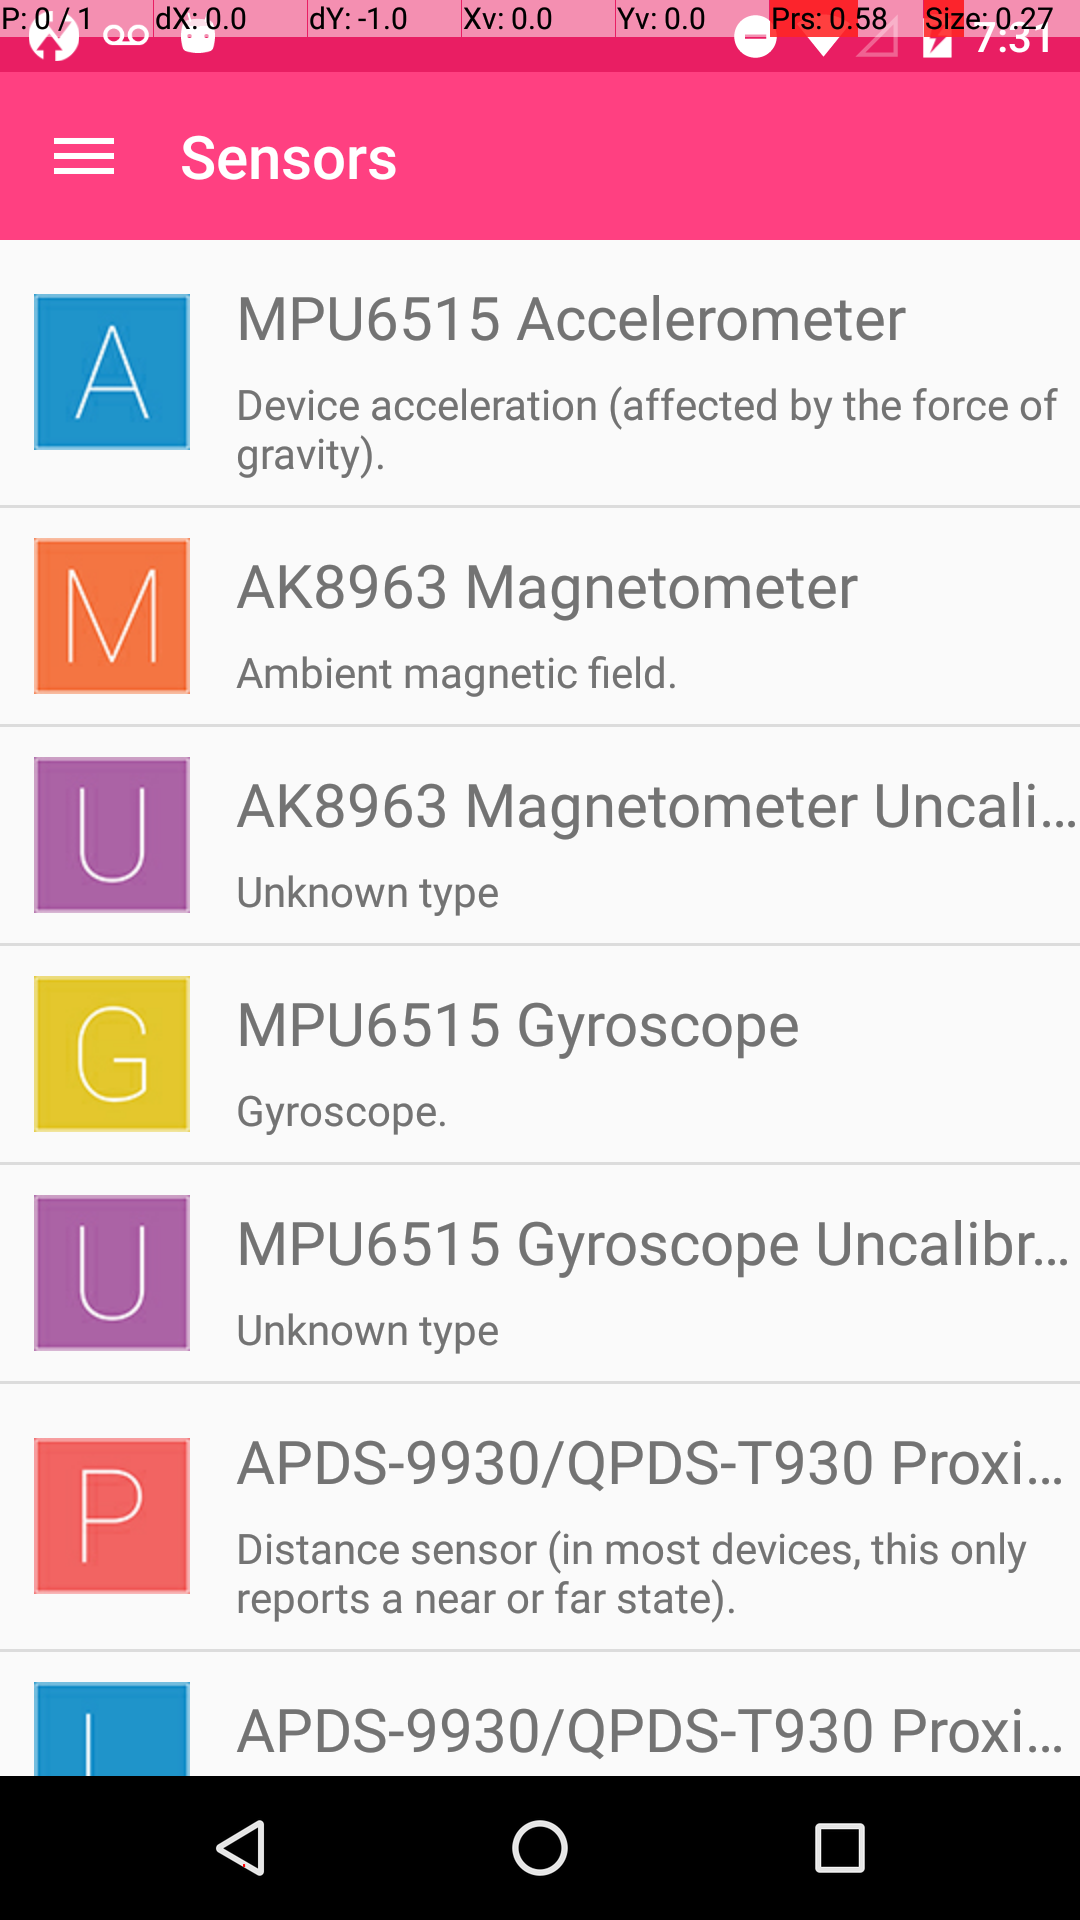 P: 0 / 1 dX: 0.0 dY: -1.0 Xv: 0.0 Yv: 0.0 Prs: 0.58 Size: 0.27
7:31
Sensors
A
MPU6515 Accelerometer
Device acceleration (affected by the force of
gravity).
M
AK8963 Magnetometer
Ambient magnetic field.
U
AK8963 Magnetometer Uncali...
Unknown type
G
MPU6515 Gyroscope
Gyroscope.
U
MPU6515 Gyroscope Uncalibr...
Unknown type
P
APDS-9930/QPDS-T930 Proxi...
Distance sensor (in most devices, this only
reports a near or far state).
APDS-9930/QPDS-T930 Proxi...